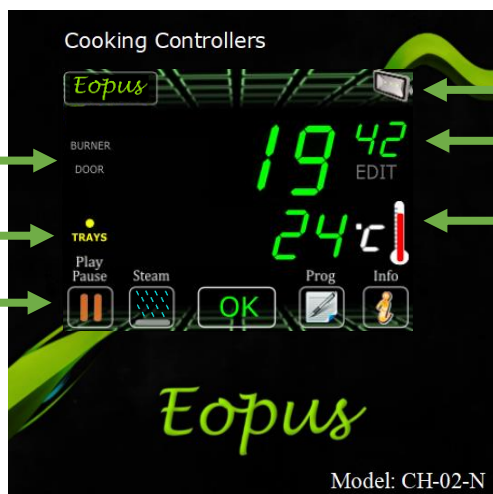 Cooking Controllers
Eopus
BURNER
19 42
DOOR
EDIT
TRAYS
24 °C
Play
Pause
Steam
Prog
Info
OK
Eopus
Model: CH-02-N